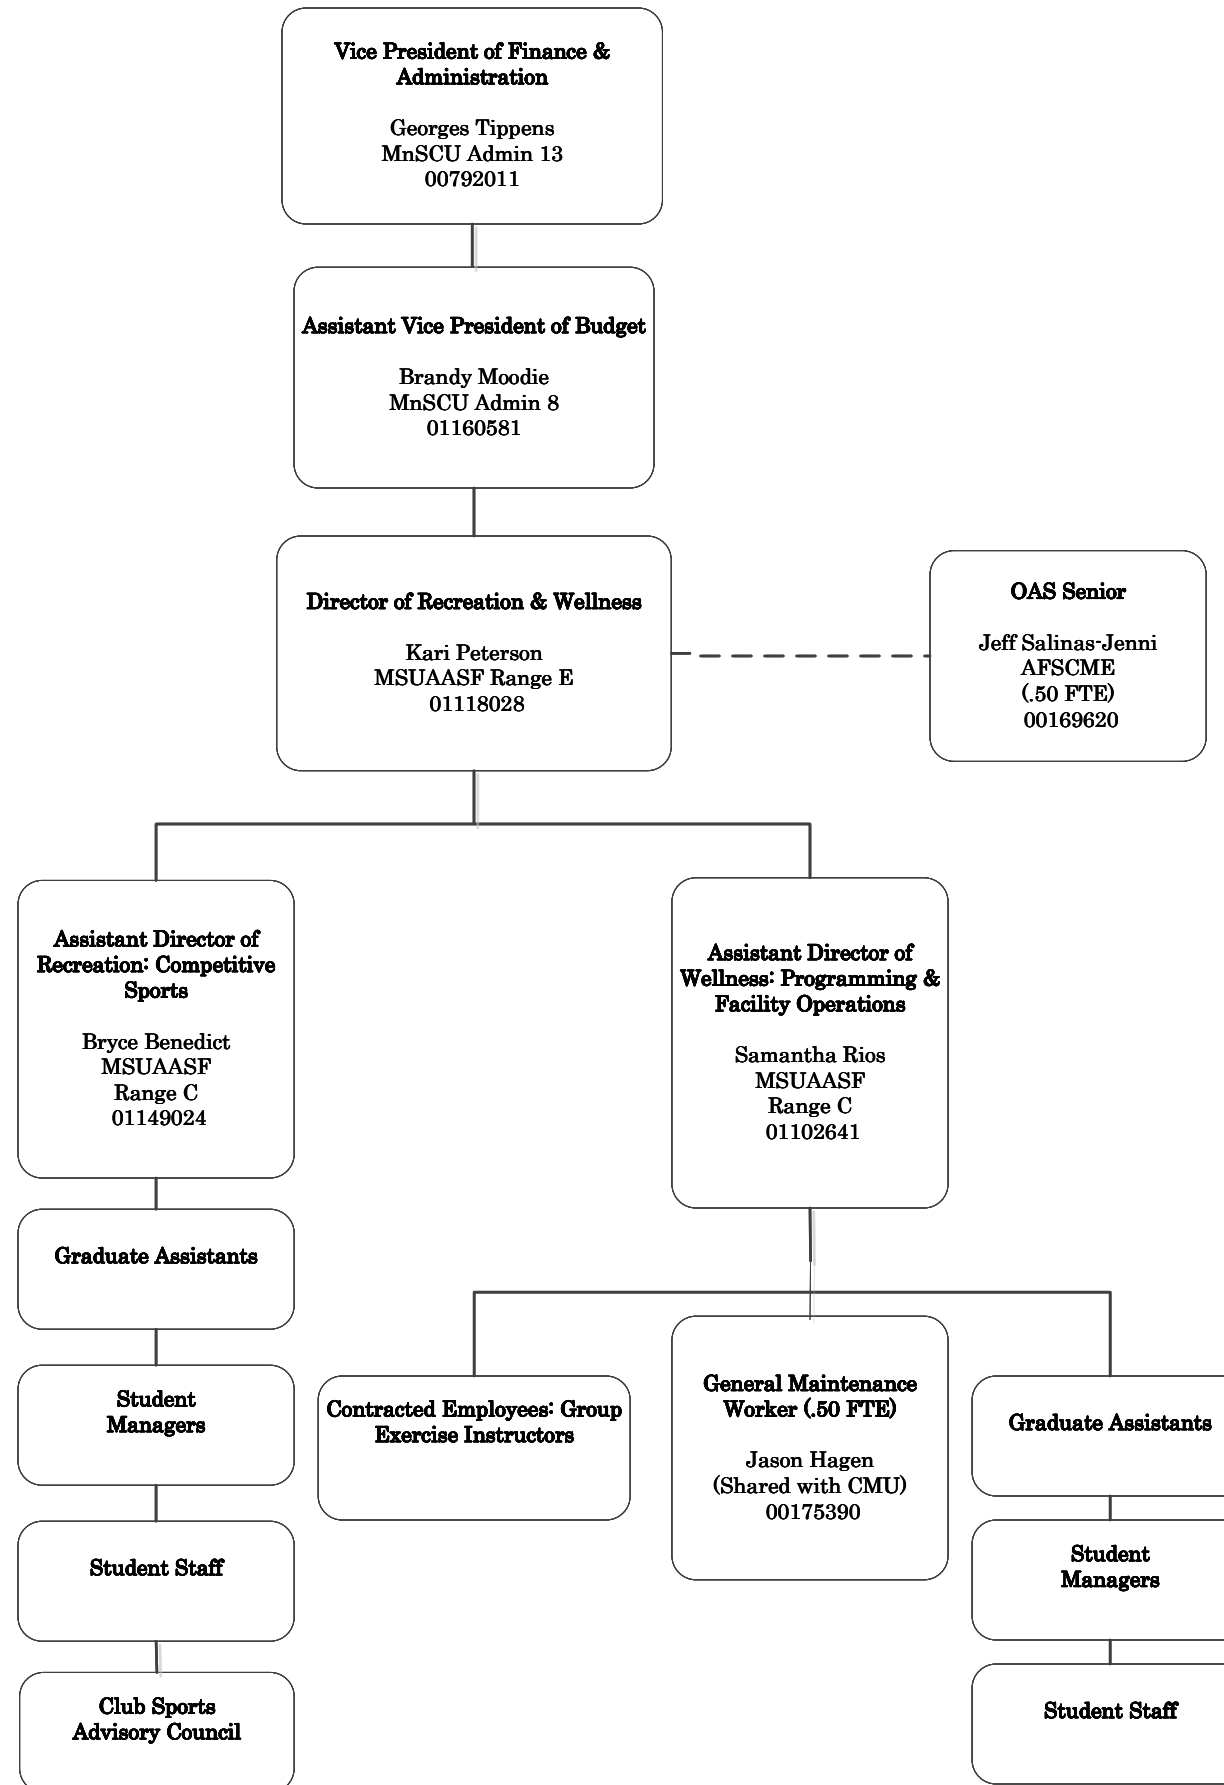 Vice President of Finance &
Administration
Georges Tippens
MnSCU Admin 13
00792011
Assistant Vice President of Budget
Brandy Moodie
MnSCU Admin 8
01160581
Director of Recreation & Wellness
Kari Peterson
MSUAASF Range E
01118028
OAS Senior
Jeff Salinas-Jenni
AFSCME
(.50 FTE)
00169620
Assistant Director of
Recreation: Competitive
Sports
Bryce Benedict
MSUAASF
Range C
01149024
Assistant Director of
Wellness: Programming &
Facility Operations
Samantha Rios
MSUAASF
Range C
01102641
Graduate Assistants
Student
Managers
Student Staff
Club Sports
Advisory Council
Contracted Employees: Group
Exercise Instructors
General Maintenance
Worker (.50 FTE)
Jason Hagen
(Shared with CMU)
00175390
Graduate Assistants
Student
Managers
Student Staff